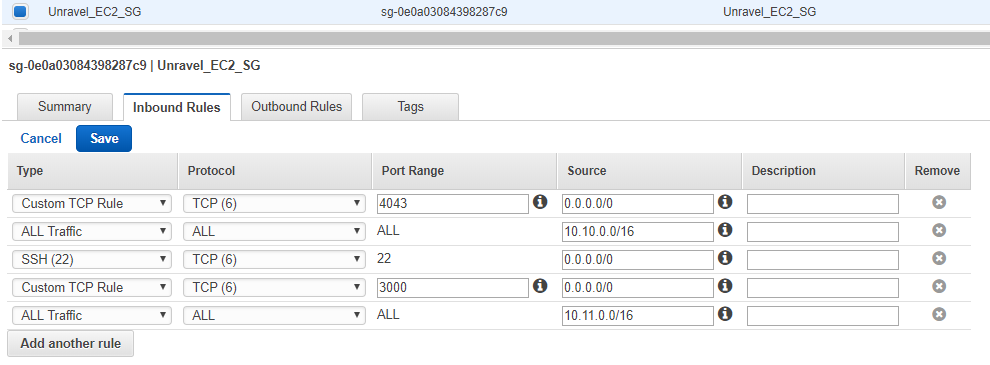 Unravel_EC2_SG sg-0e0a03084398287c9 Unravel_EC2_SG
sg-0e0a03084398287c9 | Unravel_EC2_SG
Summary Inbound Rules Outbound Rules Tags
Cancel Save
Type Protocol Port Range Source Description Remove
Custom TCP Rule TCP (6) 4043 0.0.0.0/0
ALL Traffic ALL ALL 10.10.0.0/16
SSH (22) TCP (6) 22 0.0.0.0/0
Custom TCP Rule TCP (6) 3000 0.0.0.0/0
ALL Traffic ALL ALL 10.11.0.0/16
Add another rule